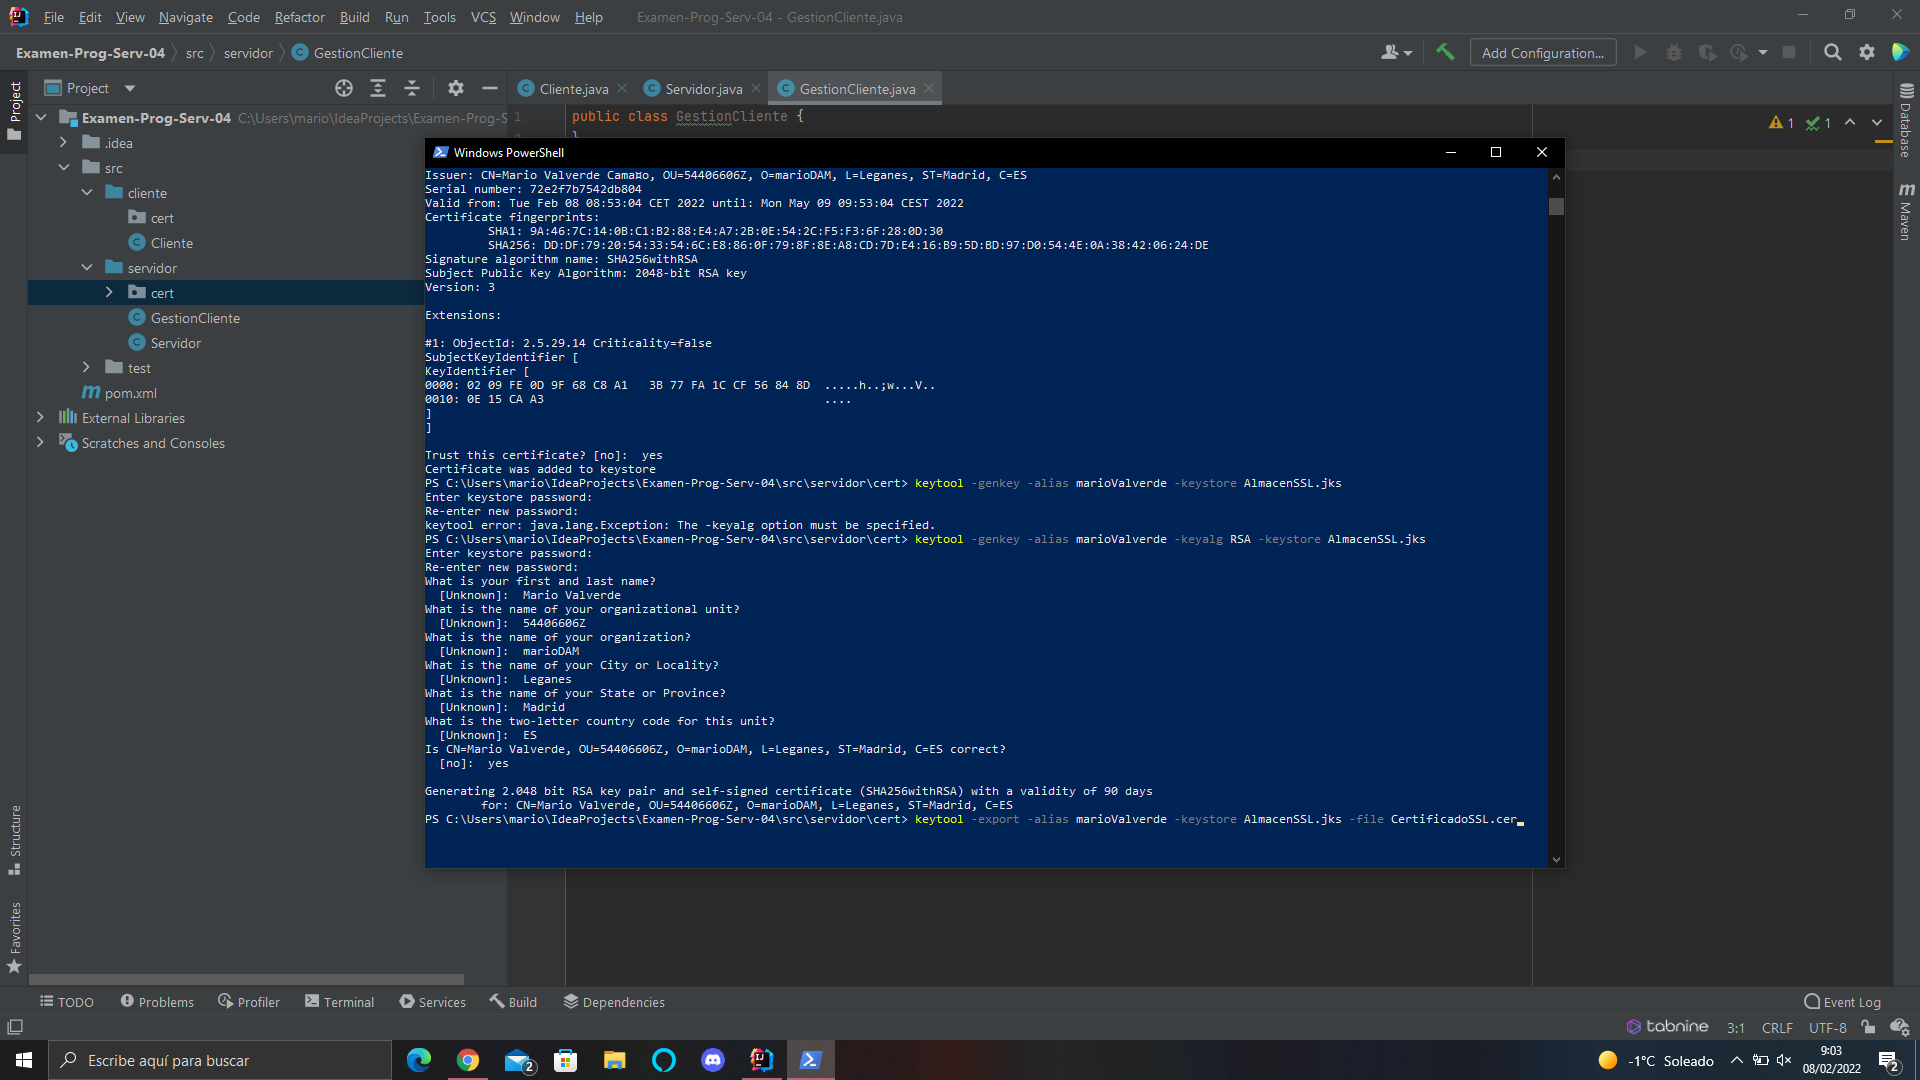 File Edit View Navigate Code Refactor Build Run Tools VCS Window Help Examen-Prog-Serv-04 - GestionCliente.java
Examen-Prog-Serv-04 src servidor GestionCliente Add Configuration...
Project Cliente.java Servidor.java GestionCliente.java
Project
Examen-Prog-Serv-04 C:\Users\mario\IdeaProjects\Examen-Prog-S
.idea
src
cliente
cert
Cliente
servidor
cert
GestionCliente
Servidor
test
pom.xml
External Libraries
Scratches and Consoles
Structure
Favorites
1 public class GestionCliente {
1 1
Database
Maven
Windows PowerShell
Issuer: CN=Mario Valverde Cama¤o, OU=54406606Z, O=marioDAM, L=Leganes, ST=Madrid, C=ES
Serial number: 72e2f7b7542db804
Valid from: Tue Feb 08 08:53:04 CET 2022 until: Mon May 09 09:53:04 CEST 2022
Certificate fingerprints:
SHA1: 9A:46:7C:14:0B:C1:B2:88:E4:A7:2B:0E:54:2C:F5:F3:6F:28:0D:30
SHA256: DD:DF:79:20:54:33:54:6C:E8:86:0F:79:8F:8E:A8:CD:7D:E4:16:B9:5D:BD:97:D0:54:4E:0A:38:42:06:24:DE
Signature algorithm name: SHA256withRSA
Subject Public Key Algorithm: 2048-bit RSA key
Version: 3
Extensions:
#1: ObjectId: 2.5.29.14 Criticality=false
SubjectKeyIdentifier [
KeyIdentifier [
0000: 02 09 FE 0D 9F 68 C8 A1   3B 77 FA 1C CF 56 84 8D  .....h..;w...V..
0010: 0E 15 CA A3                                        ....
]
]
Trust this certificate? [no]:  yes
Certificate was added to keystore
PS C:\Users\mario\IdeaProjects\Examen-Prog-Serv-04\src\servidor\cert> keytool -genkey -alias marioValverde -keystore AlmacenSSL.jks
Enter keystore password:
Re-enter new password:
keytool error: java.lang.Exception: The -keyalg option must be specified.
PS C:\Users\mario\IdeaProjects\Examen-Prog-Serv-04\src\servidor\cert> keytool -genkey -alias marioValverde -keyalg RSA -keystore AlmacenSSL.jks
Enter keystore password:
Re-enter new password:
What is your first and last name?
[Unknown]:  Mario Valverde
What is the name of your organizational unit?
[Unknown]:  54406606Z
What is the name of your organization?
[Unknown]:  marioDAM
What is the name of your City or Locality?
[Unknown]:  Leganes
What is the name of your State or Province?
[Unknown]:  Madrid
What is the two-letter country code for this unit?
[Unknown]:  ES
Is CN=Mario Valverde, OU=54406606Z, O=marioDAM, L=Leganes, ST=Madrid, C=ES correct?
[no]:  yes
Generating 2.048 bit RSA key pair and self-signed certificate (SHA256withRSA) with a validity of 90 days
for: CN=Mario Valverde, OU=54406606Z, O=marioDAM, L=Leganes, ST=Madrid, C=ES
PS C:\Users\mario\IdeaProjects\Examen-Prog-Serv-04\src\servidor\cert> keytool -export -alias marioValverde -keystore AlmacenSSL.jks -file CertificadoSSL.cer
TODO Problems Profiler Terminal Services Build Dependencies Event Log
tabnine 3:1 CRLF UTF-8
Escribe aquí para buscar
2
-1°C Soleado
9:03
08/02/2022
2